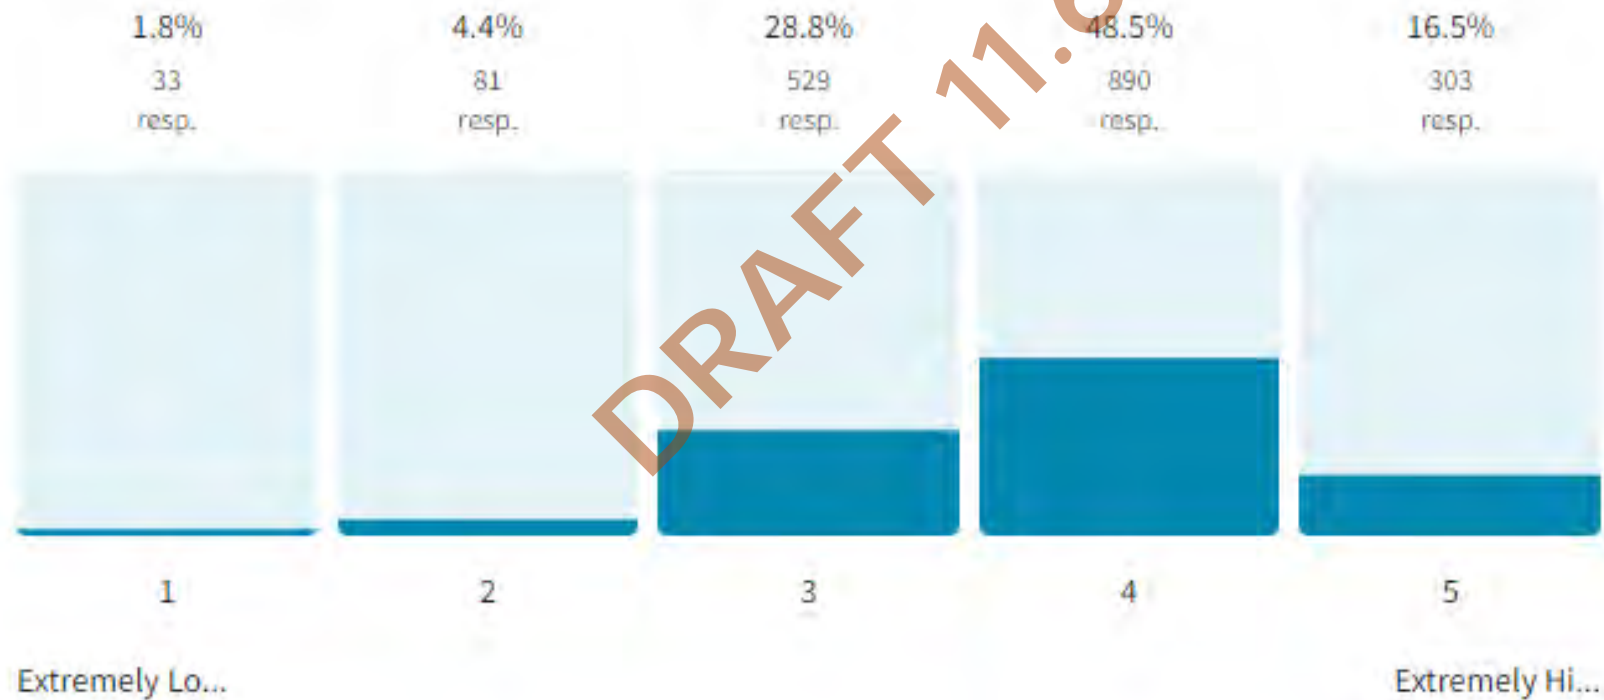 1.8% 4.4% 28.8% 48.5% 16.5%
33 81 529 890 303
resp. resp. resp. resp. resp.
DRAFT 11.
1 2 3 4 5
Extremely Lo... Extremely Hi...